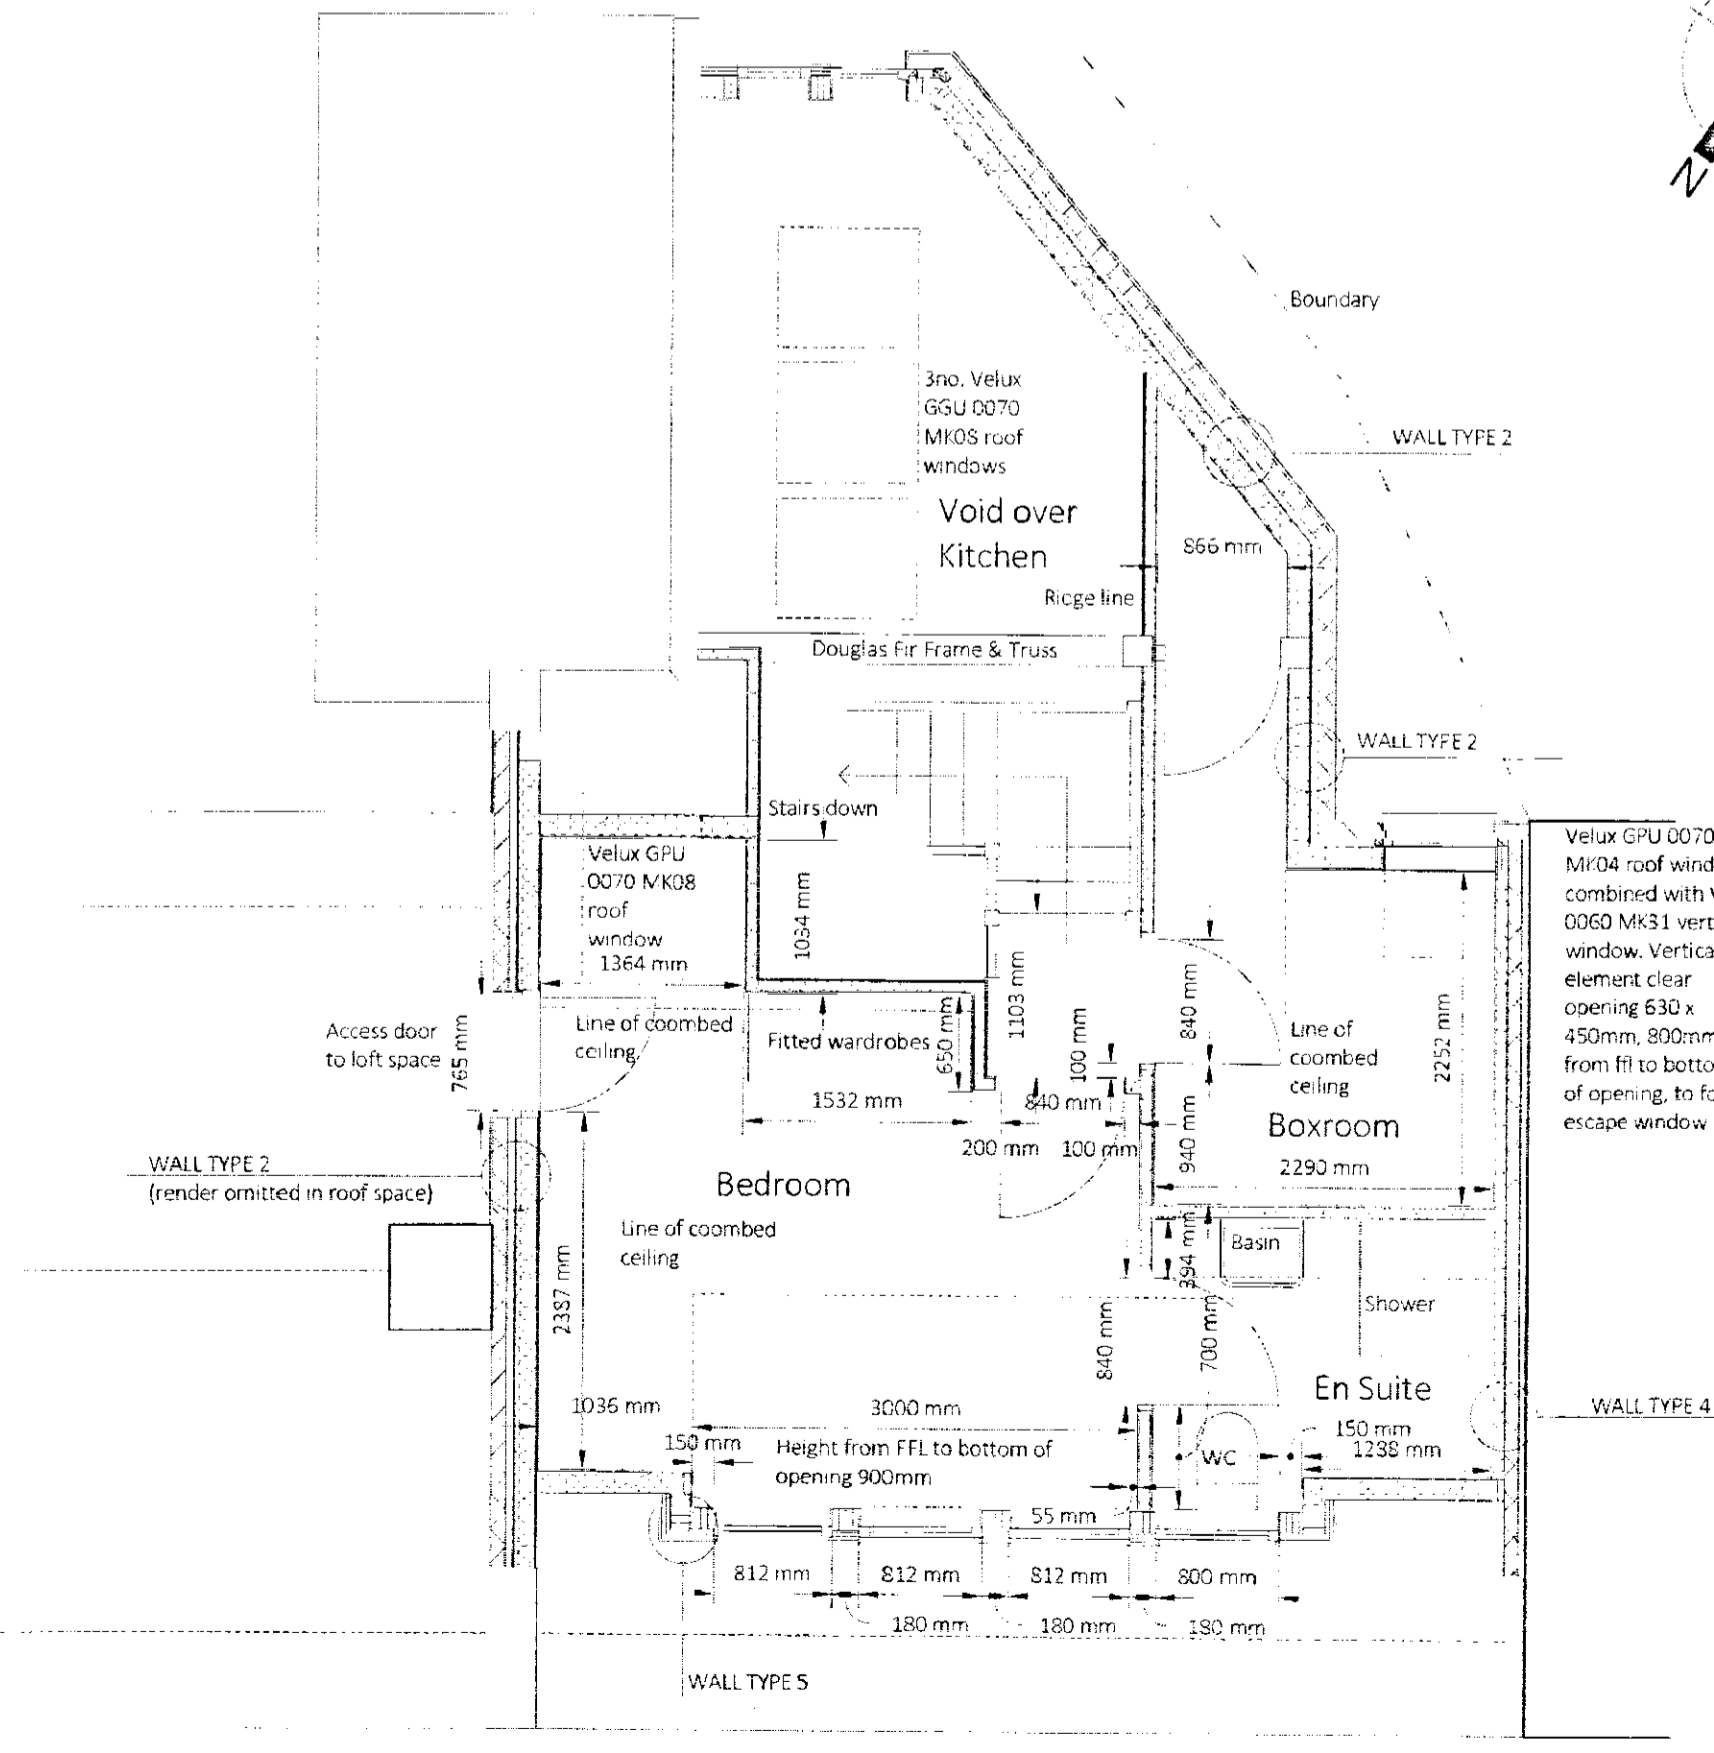 N
Boundary
3no. Velux
GGU 0070
MK08 roof
windows
WALL TYPE 2
Void over
Kitchen
866 mm
Ridge line
Douglas Fir Frame & Truss
WALL TYPE 2
Stairs down
Velux GPU
0070 MK08
roof
window
1364 mm
1034 mm
Velux GPU 0070
MK04 roof wind
combined with V
0060 MK31 vert
window. Vertica
element clear
opening 630 x
450mm, 800mm
from ffl to botto
of opening, to fo
escape window
Access door
to loft space
765 mm
Line of coombed
ceiling
Fitted wardrobes
650 mm
1103 mm
100 mm
840 mm
Line of
coombed
ceiling
2252 mm
1532 mm
840 mm
200 mm
100 mm
940 mm
Boxroom
2290 mm
WALL TYPE 2
(render omitted in roof space)
Bedroom
Line of coombed
ceiling
394 mm
Basin
2387 mm
Shower
840 mm
700 mm
En Suite
1036 mm
3000 mm
WALL TYPE 4
150 mm
Height from FFL to bottom of
opening 900mm
WC
150 mm
1238 mm
55 mm
812 mm
812 mm
812 mm
800 mm
180 mm
180 mm
180 mm
WALL TYPE 5